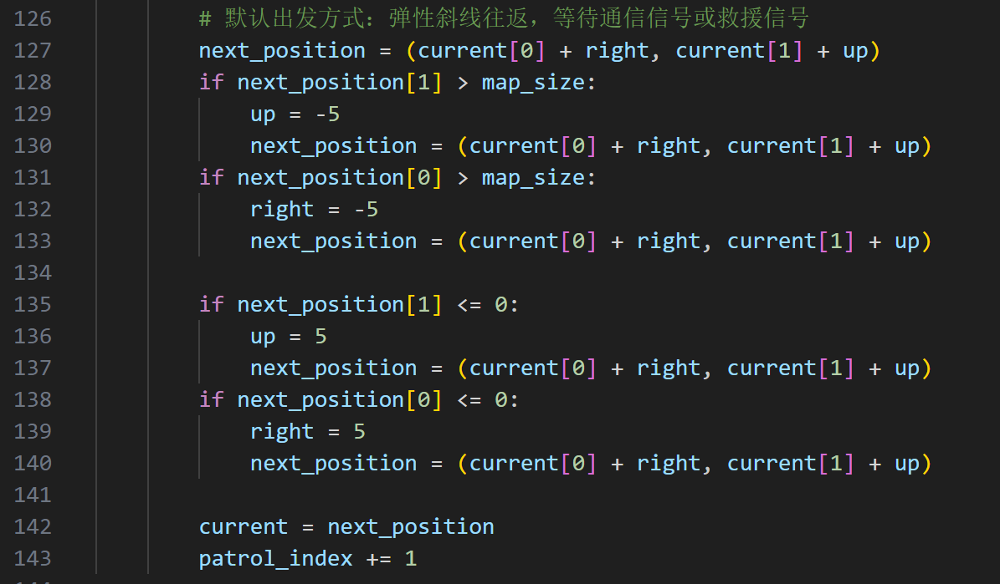 126 # 默认出发方式：弹性斜线往返，等待通信信号或救援信号
127 next_position = (current[0] + right, current[1] + up)
128 if next_position[1] > map_size:
129     up = -5
130     next_position = (current[0] + right, current[1] + up)
131 if next_position[0] > map_size:
132     right = -5
133     next_position = (current[0] + right, current[1] + up)
134
135 if next_position[1] <= 0:
136     up = 5
137     next_position = (current[0] + right, current[1] + up)
138 if next_position[0] <= 0:
139     right = 5
140     next_position = (current[0] + right, current[1] + up)
141
142 current = next_position
143 patrol_index += 1